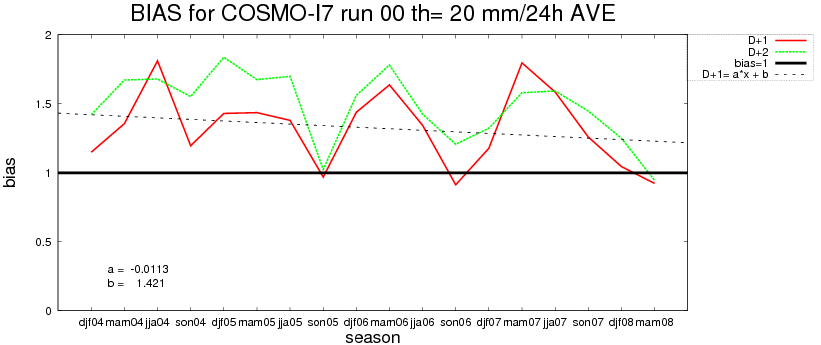 BIAS for COSMO-I7 run 00 th= 20 mm/24h AVE
D+1
D+2
bias=1
D+1= a*x + b
2
1.5
1
0.5
0
bias
a = -0.0113
b = 1.421
djf04 mam04 jja04 son04 djf05 mam05 jja05 son05 djf06 mam06 jja06 son06 djf07 mam07 jja07 son07 djf08 mam08
season